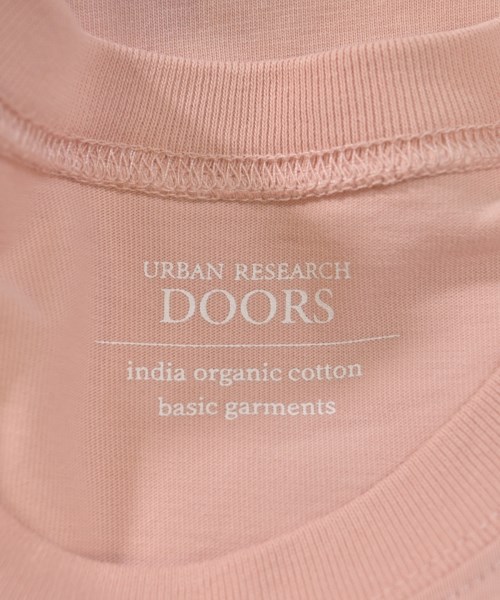 URBAN RESEARCH
DOORS
india organic cotton
basic garments